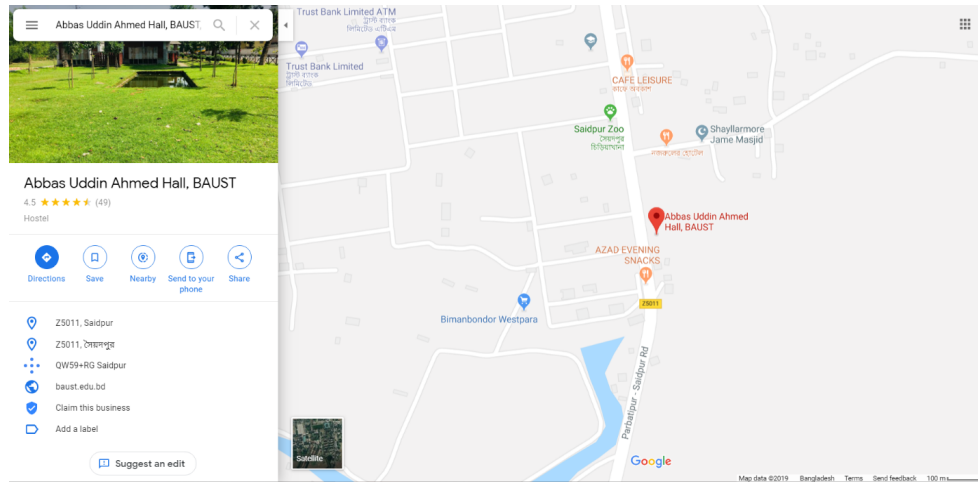 Abbas Uddin Ahmed Hall, BAUST,
Abbas Uddin Ahmed Hall, BAUST
4.5 (49)
Hostel
Directions
Save
Nearby
Send to your
phone
Share
Z5011, Saidpur
Z5011, সৈয়দপুর
QW59+RG Saidpur
baust.edu.bd
Claim this business
Add a label
Suggest an edit
Trust Bank Limited ATM
ট্রাস্ট ব্যাংক
লিমিটেড এটিএম
Trust Bank Limited
ট্রাস্ট ব্যাংক
লিমিটেড
CAFE LEISURE
Saidpur Zoo
সৈয়দপুর
চিড়িয়াখানা
Shayllarmore
Jame Masjid
Abbas Uddin Ahmed
Hall, BAUST
AZAD EVENING
SNACKS
Z5011
Bimanbondor Westpara
Parbatipur - Saidpur Rd
Satellite
Google
Map data ©2019 Bangladesh Terms Send feedback 100 m